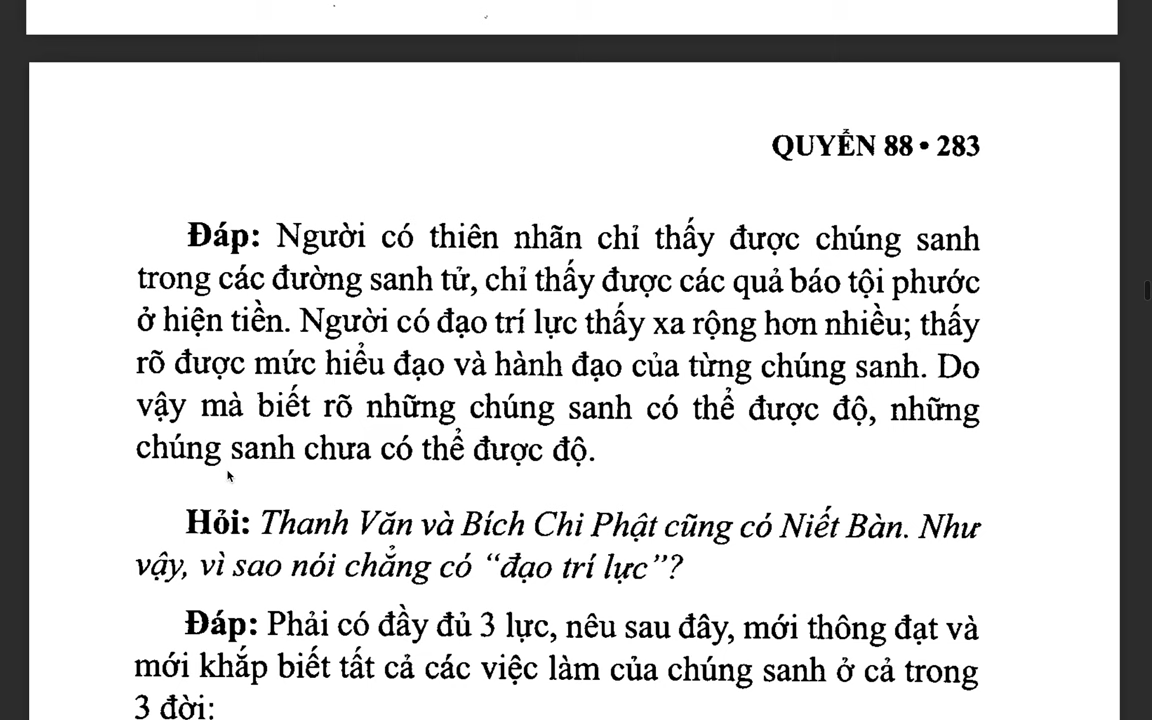 QUYỂN 88 • 283
Đáp: Người có thiên nhãn chỉ thấy được chúng sanh
trong các đường sanh tử, chỉ thấy được các quả báo tội phước
ở hiện tiền. Người có đạo trí lực thấy xa rộng hơn nhiều; thấy
rõ được mức hiểu đạo và hành đạo của từng chúng sanh. Do
vậy mà biết rõ những chúng sanh có thể được độ, những
chúng sanh chưa có thể được độ.
Hỏi: Thanh Văn và Bích Chi Phật cũng có Niết Bàn. Như
vậy, vì sao nói chẳng có “đạo trí lực”?
Đáp: Phải có đầy đủ 3 lực, nêu sau đây, mới thông đạt và
mới khắp biết tất cả các việc làm của chúng sanh ở cả trong
3 đời: